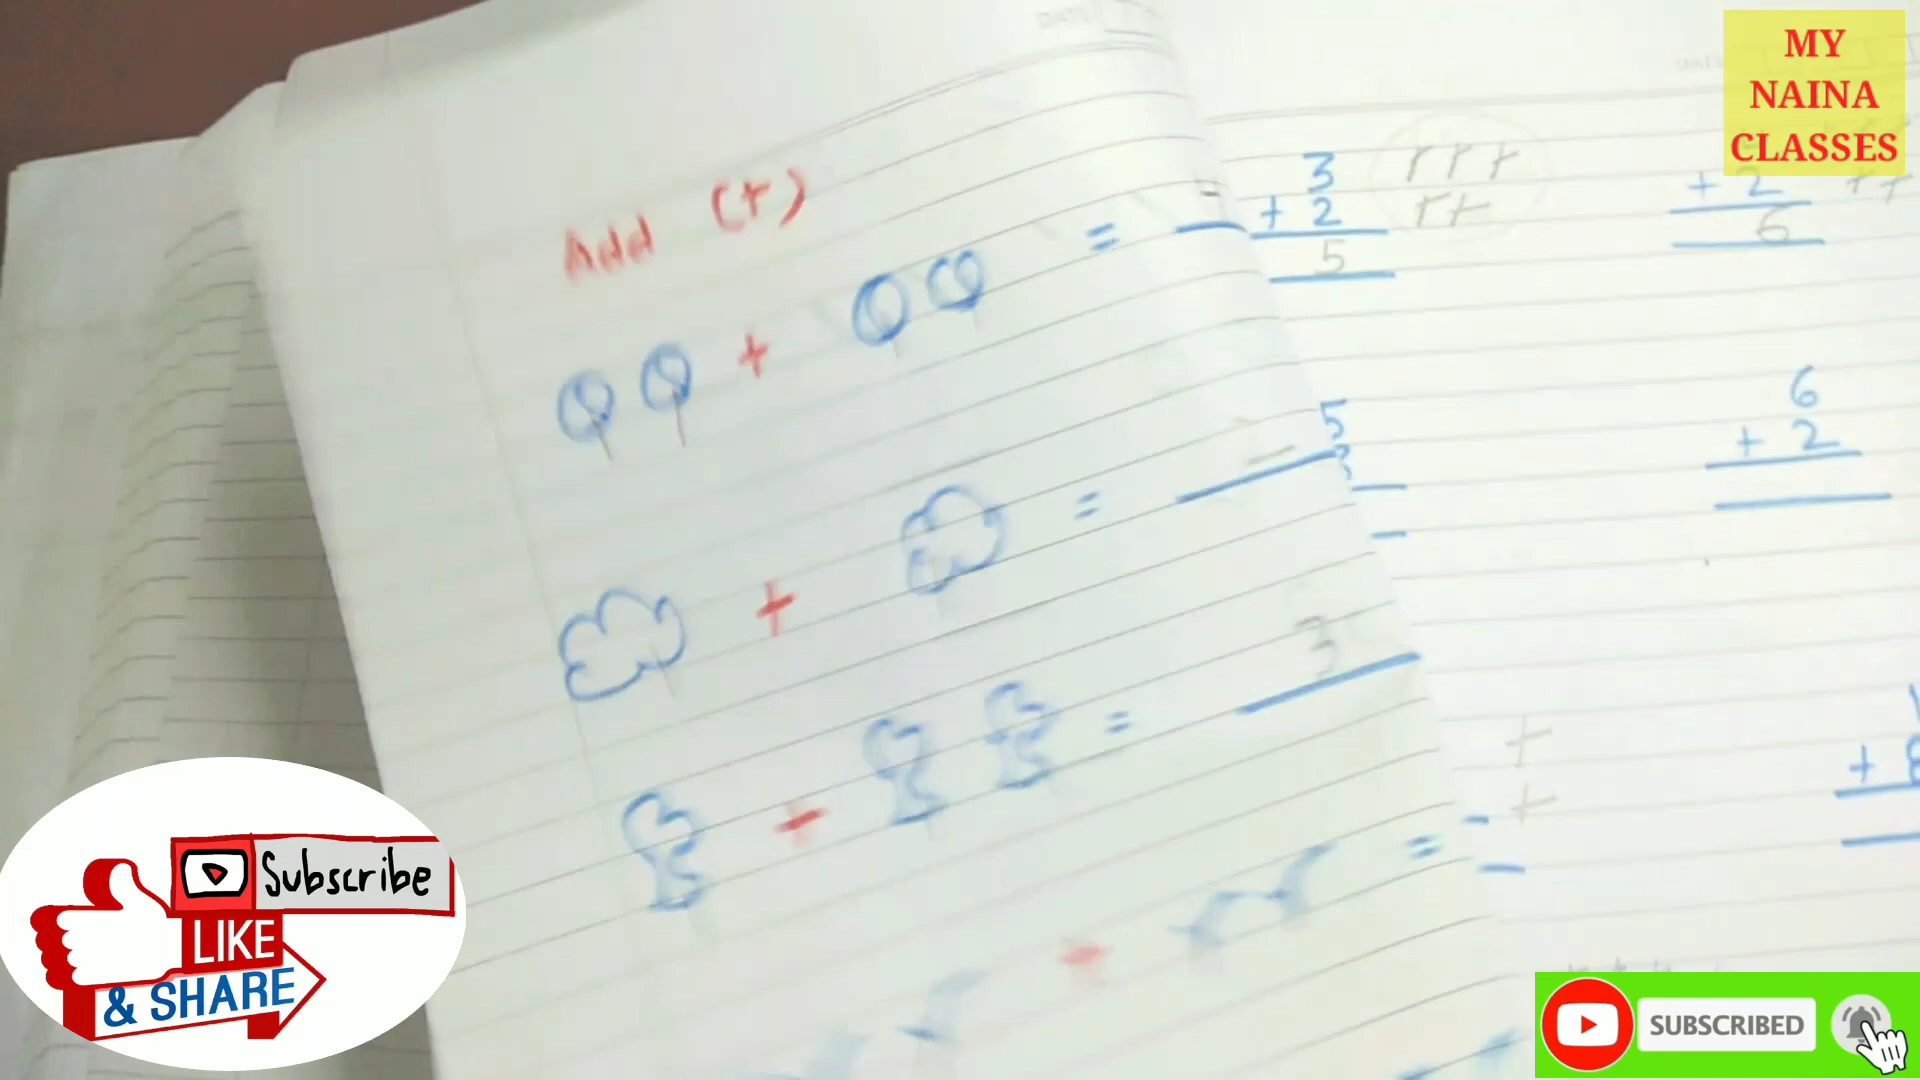 MY
NAINA
CLASSES
Add (+)
+ =
+ =
+ = 3
+ =
3
+ 2
5
+ 2
6
5
6
+ 2
+
Subscribe
LIKE
& SHARE
SUBSCRIBED